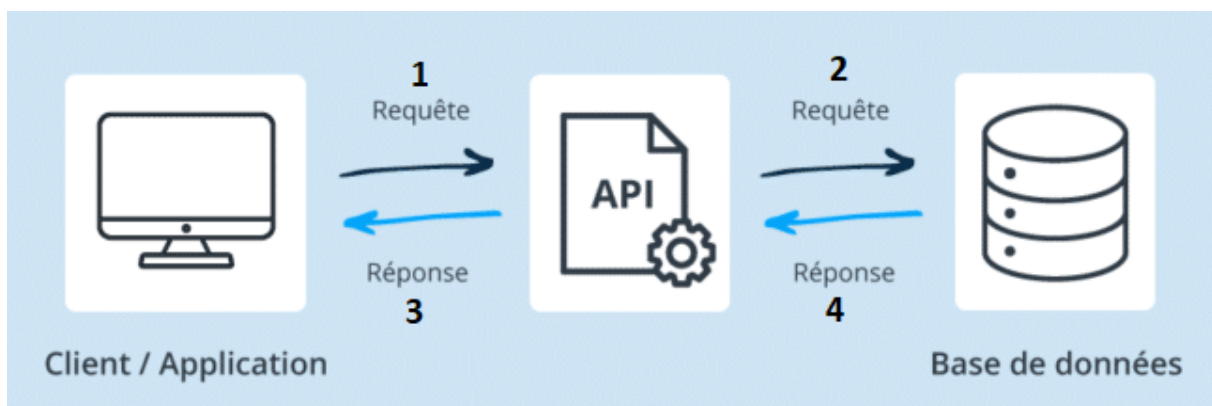 1
Requête
2
Requête
API
Réponse
3
Réponse
4
Client / Application
Base de données